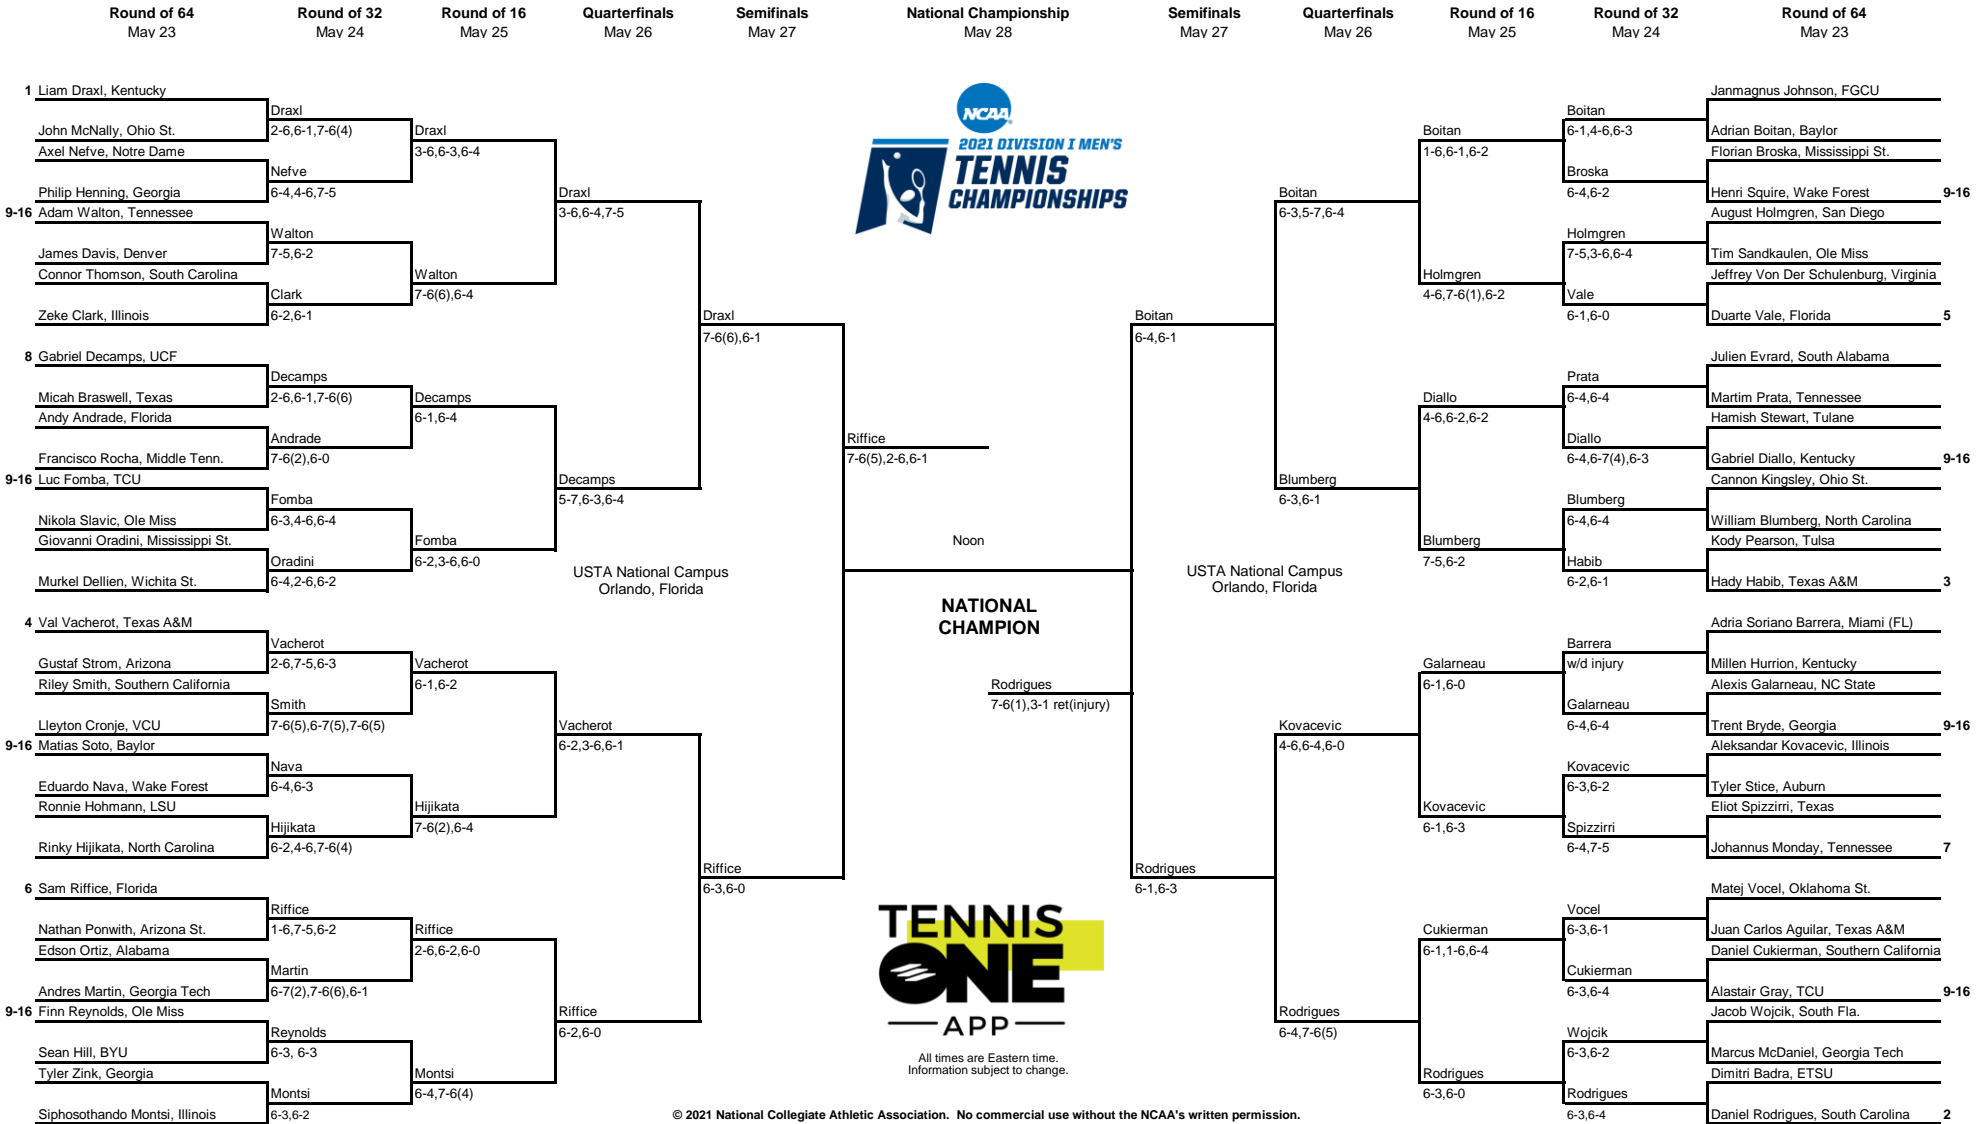 Round of 64
May 23
Round of 32
May 24
Round of 16
May 25
Quarterfinals
May 26
Semifinals
May 27
National Championship
May 28
Semifinals
May 27
Quarterfinals
May 26
Round of 16
May 25
Round of 32
May 24
Round of 64
May 23
1 Liam Draxl, Kentucky
John McNally, Ohio St.
Axel Nefve, Notre Dame
Philip Henning, Georgia
9-16 Adam Walton, Tennessee
James Davis, Denver
Connor Thomson, South Carolina
Zeke Clark, Illinois
8 Gabriel Decamps, UCF
Micah Braswell, Texas
Andy Andrade, Florida
Francisco Rocha, Middle Tenn.
9-16 Luc Fomba, TCU
Nikola Slavic, Ole Miss
Giovanni Oradini, Mississippi St.
Murkel Dellien, Wichita St.
4 Val Vacherot, Texas A&M
Gustaf Strom, Arizona
Riley Smith, Southern California
Lleyton Cronje, VCU
9-16 Matias Soto, Baylor
Eduardo Nava, Wake Forest
Ronnie Hohmann, LSU
Rinky Hijikata, North Carolina
6 Sam Riffice, Florida
Nathan Ponwith, Arizona St.
Edson Ortiz, Alabama
Andres Martin, Georgia Tech
9-16 Finn Reynolds, Ole Miss
Sean Hill, BYU
Tyler Zink, Georgia
Siphosothando Montsi, Illinois
Draxl
2-6,6-1,7-6(4)
Nefve
6-4,4-6,7-5
Walton
7-5,6-2
Clark
6-2,6-1
Decamps
2-6,6-1,7-6(6)
Andrade
7-6(2),6-0
Fomba
6-3,4-6,6-4
Oradini
6-4,2-6,6-2
Vacherot
2-6,7-5,6-3
Smith
7-6(5),6-7(5),7-6(5)
Nava
6-4,6-3
Hijikata
6-2,4-6,7-6(4)
Riffice
1-6,7-5,6-2
Martin
6-7(2),7-6(6),6-1
Reynolds
6-3, 6-3
Montsi
6-3,6-2
Draxl
3-6,6-3,6-4
Walton
7-6(6),6-4
Decamps
6-1,6-4
Fomba
6-2,3-6,6-0
Vacherot
6-1,6-2
Hijikata
7-6(2),6-4
Riffice
2-6,6-2,6-0
Montsi
6-4,7-6(4)
Draxl
3-6,6-4,7-5
Decamps
5-7,6-3,6-4
USTA National Campus
Orlando, Florida
Vacherot
6-2,3-6,6-1
Riffice
6-2,6-0
Draxl
7-6(6),6-1
Riffice
6-3,6-0
Riffice
7-6(5),2-6,6-1
NCAA
2021 DIVISION I MEN'S
TENNIS
CHAMPIONSHIPS
Noon
NATIONAL
CHAMPION
Rodrigues
7-6(1),3-1 ret(injury)
TENNIS
ONE
APP
All times are Eastern time.
Information subject to change.
Boitan
6-4,6-1
Rodrigues
6-1,6-3
Boitan
6-3,5-7,6-4
Blumberg
6-3,6-1
USTA National Campus
Orlando, Florida
Kovacevic
4-6,6-4,6-0
Rodrigues
6-4,7-6(5)
Boitan
1-6,6-1,6-2
Holmgren
4-6,7-6(1),6-2
Diallo
4-6,6-2,6-2
Blumberg
7-5,6-2
Galarneau
6-1,6-0
Kovacevic
6-1,6-3
Cukierman
6-1,1-6,6-4
Rodrigues
6-3,6-0
Boitan
6-1,4-6,6-3
Broska
6-4,6-2
Holmgren
7-5,3-6,6-4
Vale
6-1,6-0
Prata
6-4,6-4
Diallo
6-4,6-7(4),6-3
Blumberg
6-4,6-4
Habib
6-2,6-1
Barrera
w/d injury
Galarneau
6-4,6-4
Kovacevic
6-3,6-2
Spizzirri
6-4,7-5
Vocel
6-3,6-1
Cukierman
6-3,6-4
Wojcik
6-3,6-2
Rodrigues
6-3,6-4
Janmagnus Johnson, FGCU
Adrian Boitan, Baylor
Florian Broska, Mississippi St.
Henri Squire, Wake Forest 9-16
August Holmgren, San Diego
Tim Sandkaulen, Ole Miss
Jeffrey Von Der Schulenburg, Virginia
Duarte Vale, Florida 5
Julien Evrard, South Alabama
Martim Prata, Tennessee
Hamish Stewart, Tulane
Gabriel Diallo, Kentucky 9-16
Cannon Kingsley, Ohio St.
William Blumberg, North Carolina
Kody Pearson, Tulsa
Hady Habib, Texas A&M 3
Adria Soriano Barrera, Miami (FL)
Millen Hurrion, Kentucky
Alexis Galarneau, NC State
Trent Bryde, Georgia 9-16
Aleksandar Kovacevic, Illinois
Tyler Stice, Auburn
Eliot Spizzirri, Texas
Johannus Monday, Tennessee 7
Matej Vocel, Oklahoma St.
Juan Carlos Aguilar, Texas A&M
Daniel Cukierman, Southern California
Alastair Gray, TCU 9-16
Jacob Wojcik, South Fla.
Marcus McDaniel, Georgia Tech
Dimitri Badra, ETSU
Daniel Rodrigues, South Carolina 2
© 2021 National Collegiate Athletic Association. No commercial use without the NCAA's written permission.